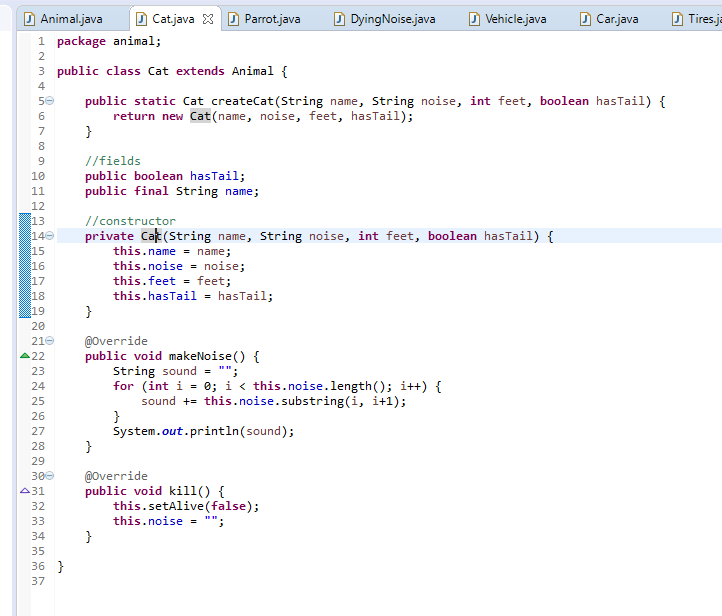 Animal.java Cat.java Parrot.java DyingNoise.java Vehicle.java Car.java Tires.ja
1 package animal;
2
3 public class Cat extends Animal {
4
5 public static Cat createCat(String name, String noise, int feet, boolean hasTail) {
6 return new Cat(name, noise, feet, hasTail);
7 }
8
9 //fields
10 public boolean hasTail;
11 public final String name;
12
13 //constructor
14 private Cat(String name, String noise, int feet, boolean hasTail) {
15 this.name = name;
16 this.noise = noise;
17 this.feet = feet;
18 this.hasTail = hasTail;
19 }
20
21 @Override
22 public void makeNoise() {
23 String sound = "";
24 for (int i = 0; i < this.noise.length(); i++) {
25 sound += this.noise.substring(i, i+1);
26 }
27 System.out.println(sound);
28 }
29
30 @Override
31 public void kill() {
32 this.setAlive(false);
33 this.noise = "";
34 }
35
36 }
37